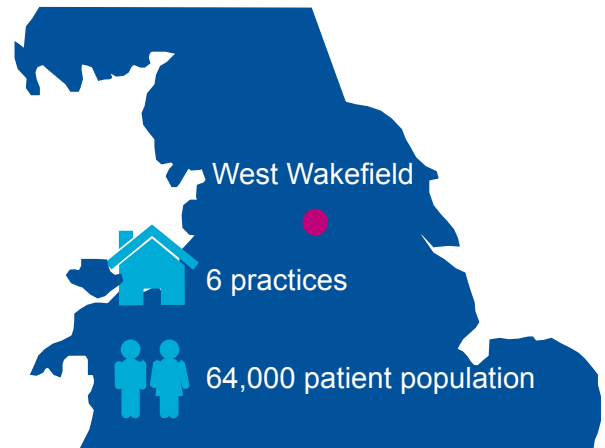 West Wakefield
6 practices
64,000 patient population